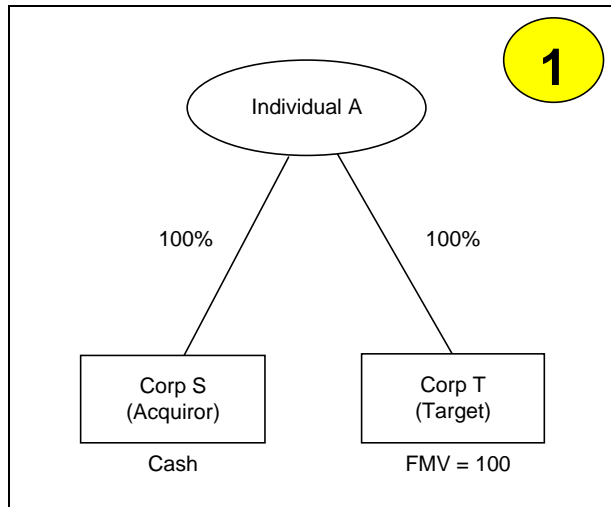 1
Individual A
100%
100%
Corp S
(Acquiror)
Corp T
(Target)
Cash
FMV = 100